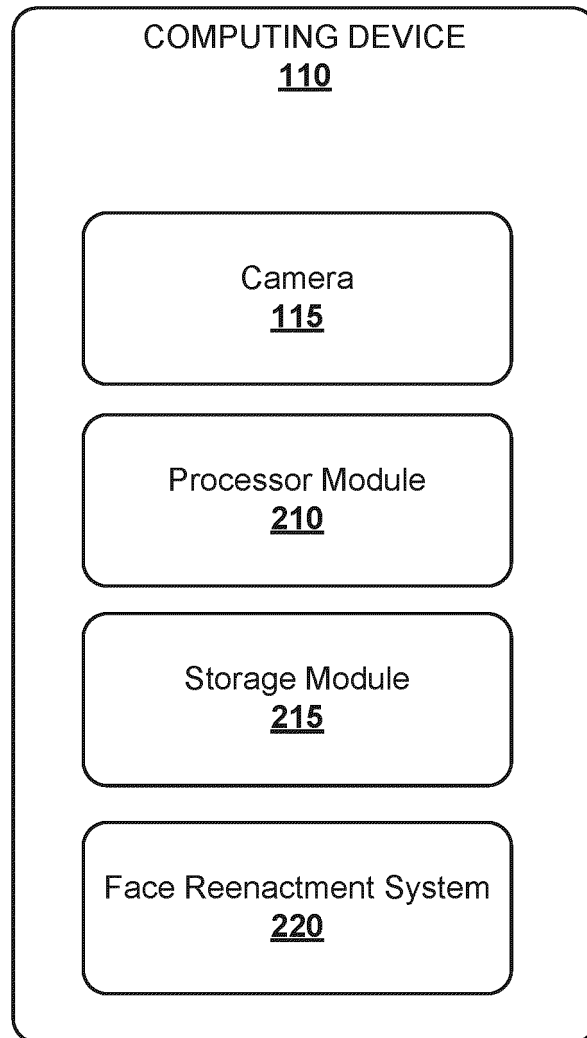 COMPUTING DEVICE
110
Camera
115
Processor Module
210
Storage Module
215
Face Reenactment System
220